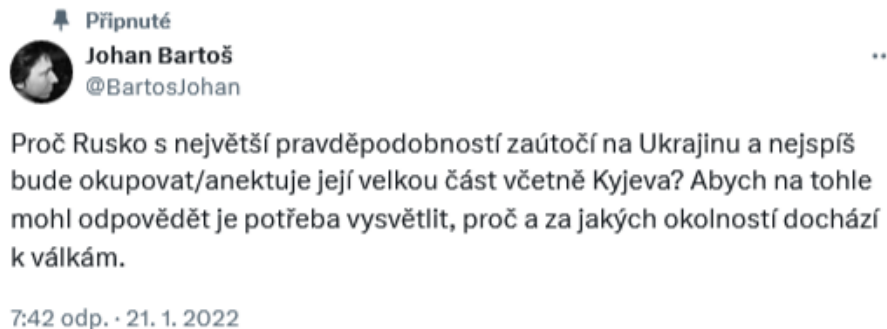 Připnuté
Johan Bartoš
@BartosJohan
Proč Rusko s největší pravděpodobností zaútočí na Ukrajinu a nejspíš
bude okupovat/anektuje její velkou část včetně Kyjeva? Abych na tohle
mohl odpovědět je potřeba vysvětlit, proč a za jakých okolností dochází
k válkám.
7:42 odp. · 21. 1. 2022